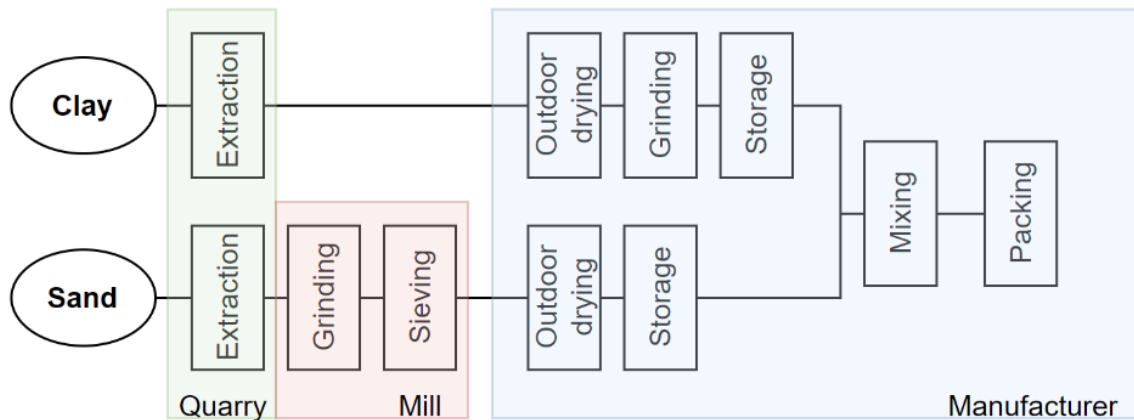 Clay
Extraction
Outdoor
drying
Grinding
Storage
Mixing
Packing
Sand
Extraction
Grinding
Sieving
Outdoor
drying
Storage
Quarry
Mill
Manufacturer